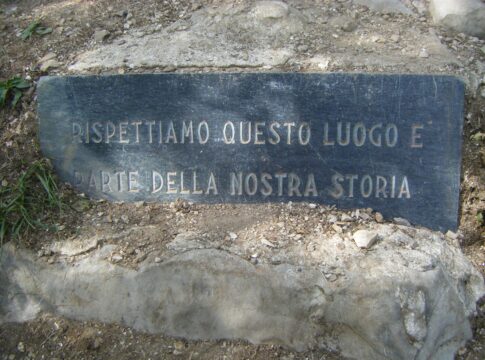 RISPETTIAMO QUESTO LUOGO E
PARTE DELLA NOSTRA STORIA